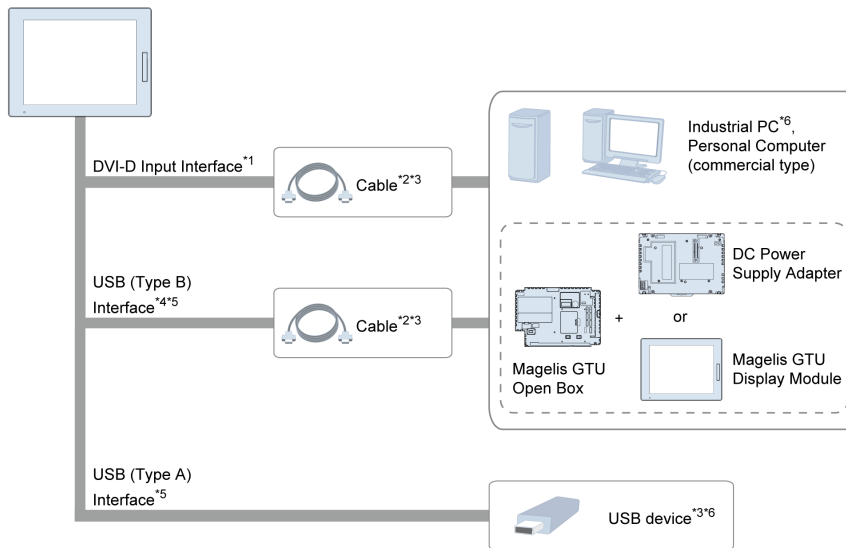 DVI-D Input Interface*1
Cable*2*3
Industrial PC*6,
Personal Computer
(commercial type)
USB (Type B)
Interface*4*5
Cable*2*3
DC Power
Supply Adapter
+
or
Magelis GTU
Open Box
Magelis GTU
Display Module
USB (Type A)
Interface*5
USB device*3*6